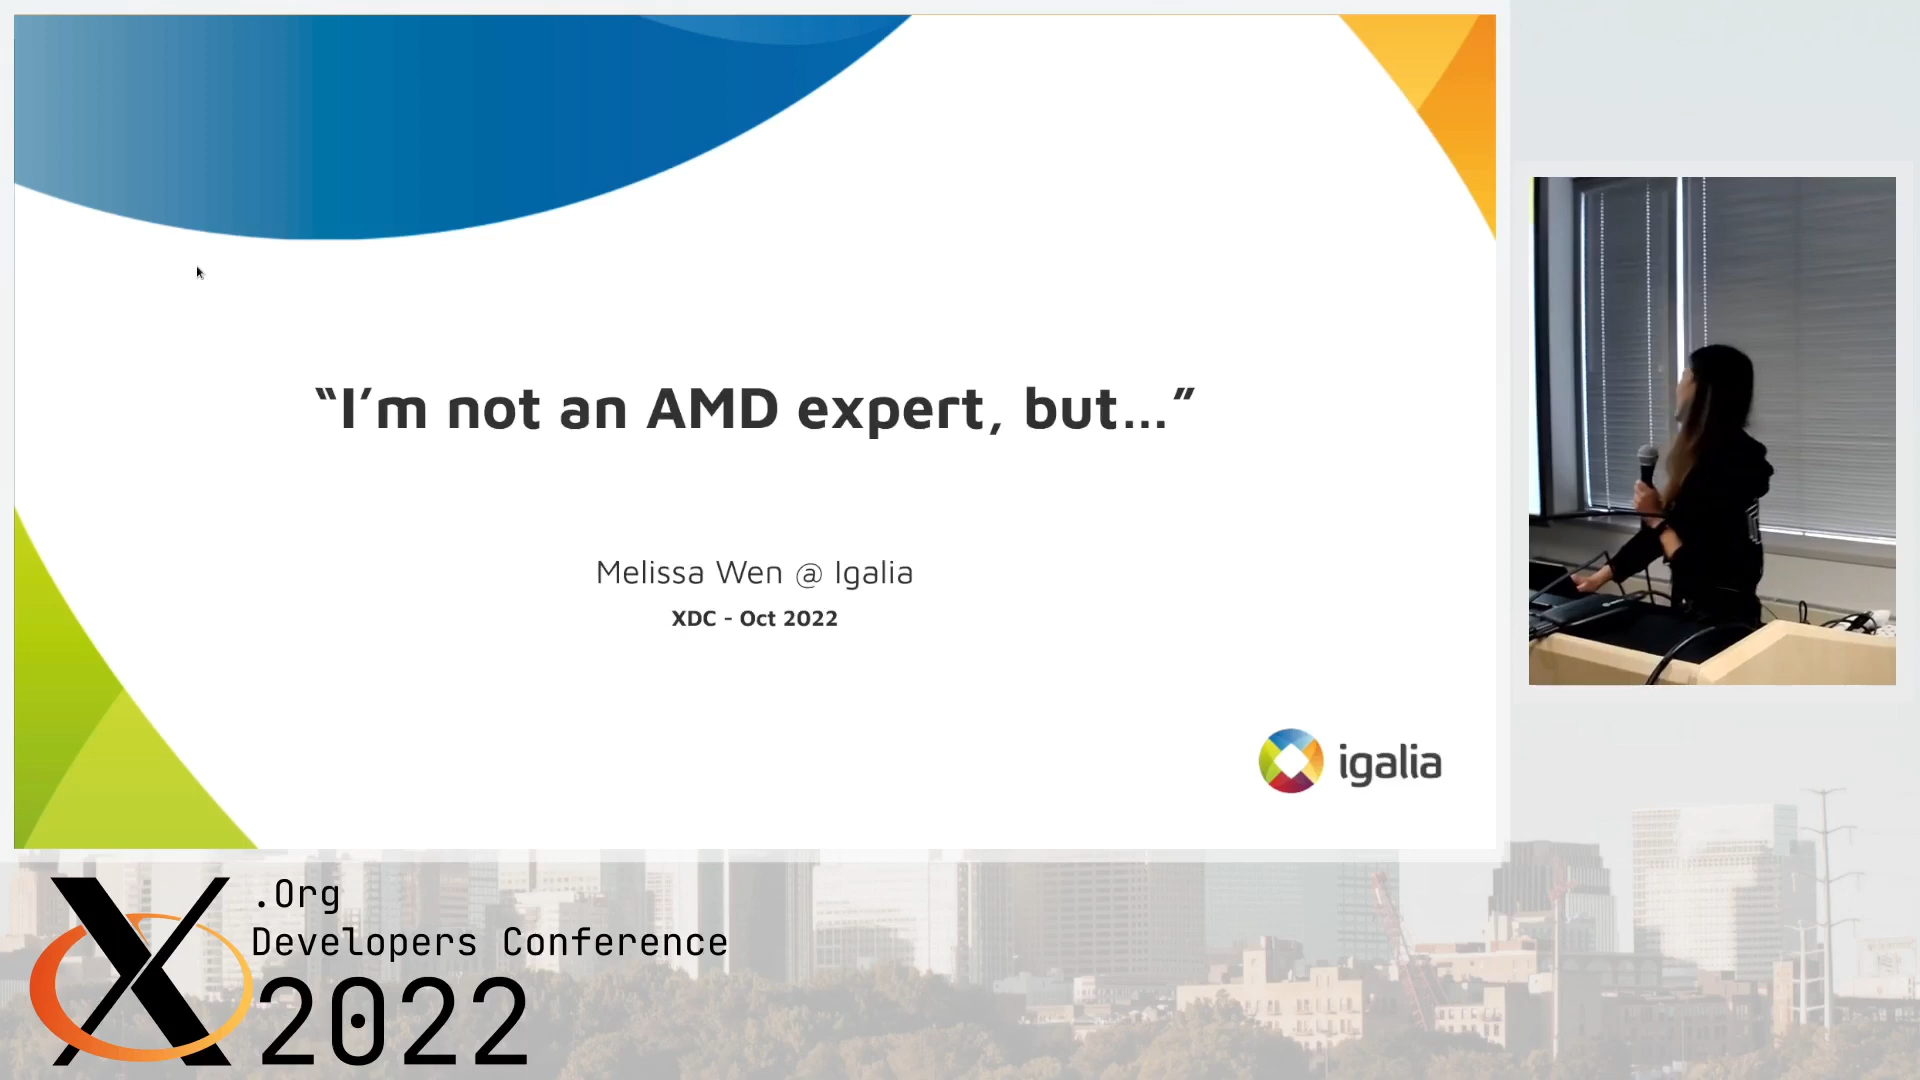 “I’m not an AMD expert, but...”
Melissa Wen @ Igalia
XDC - Oct 2022
igalia
X
.Org
Developers Conference
2022